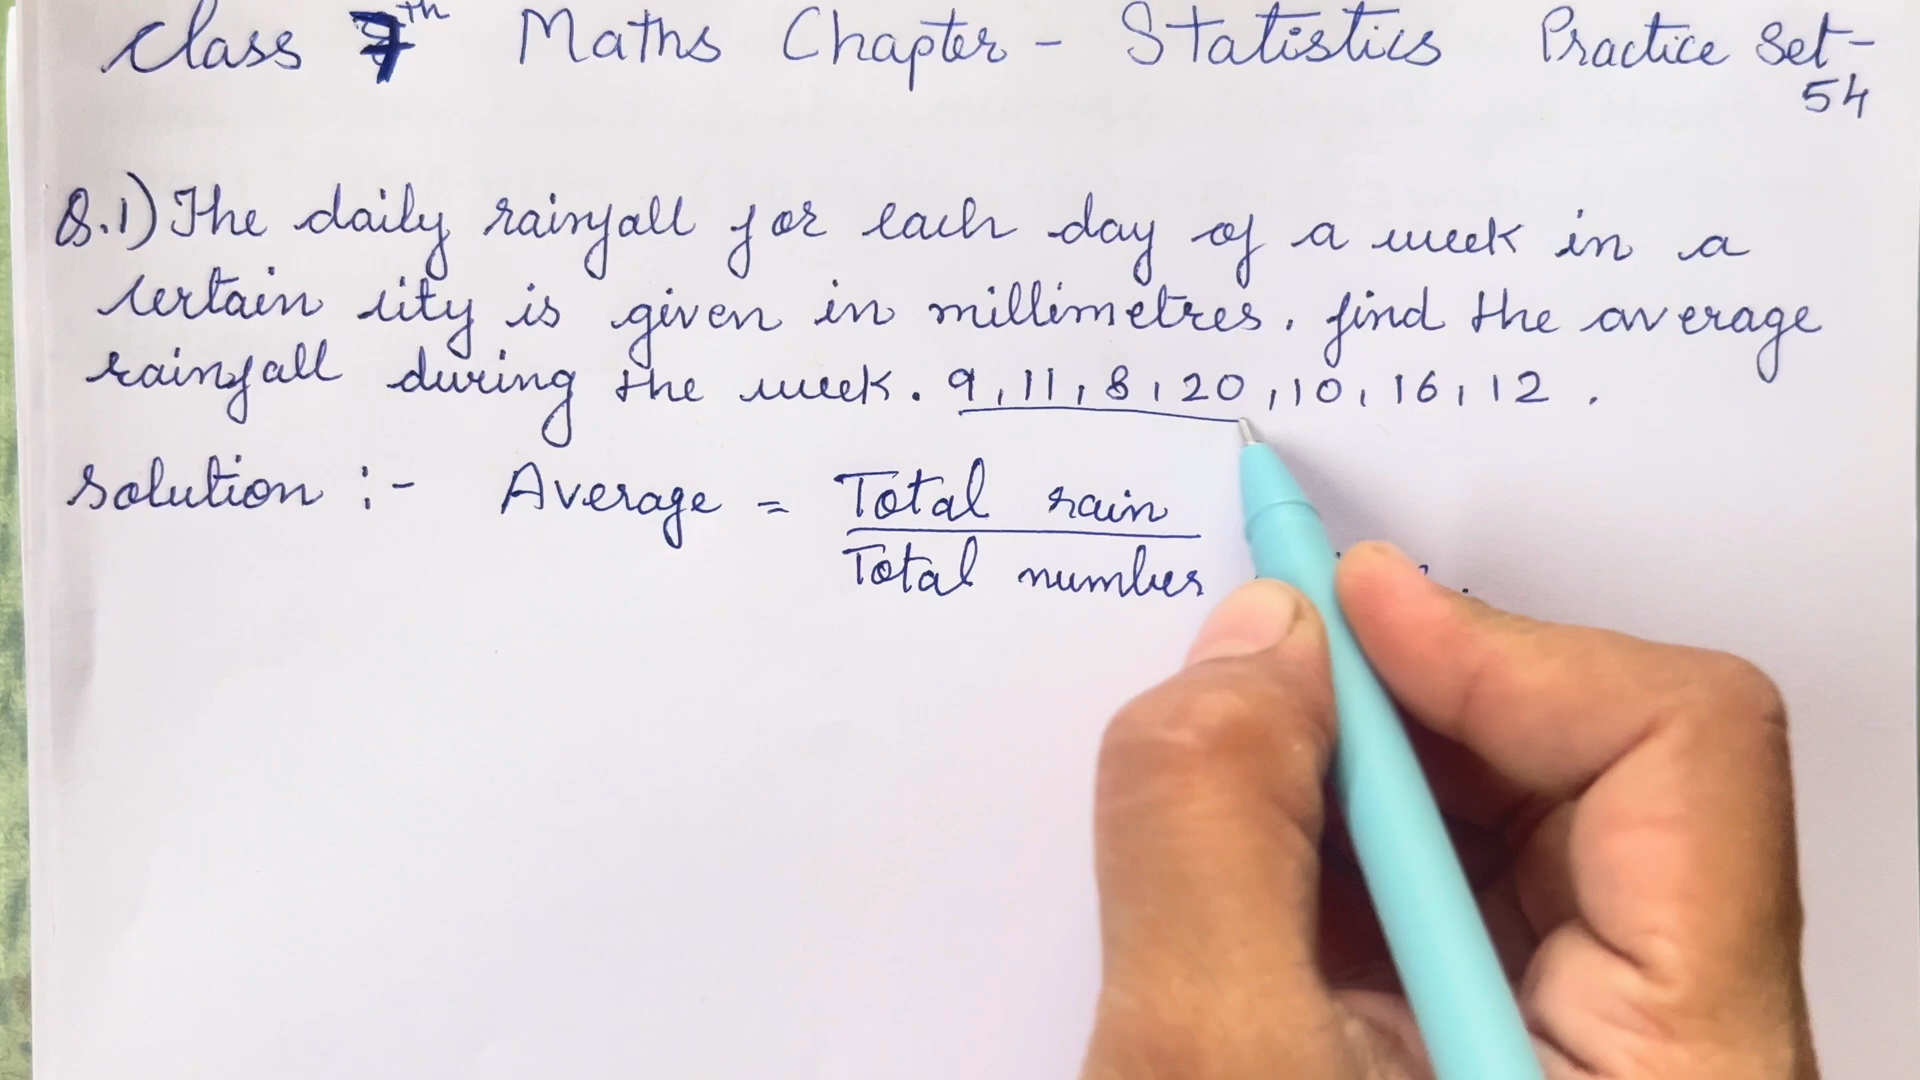 Class 7th Maths Chapter - Statistics Practice Set-
54
Q.1) The daily rainfall for each day of a week in a
certain city is given in millimetres. find the average
rainfall during the week. 9, 11, 8, 20, 10, 16, 12.
solution :- Average = Total rain
Total number